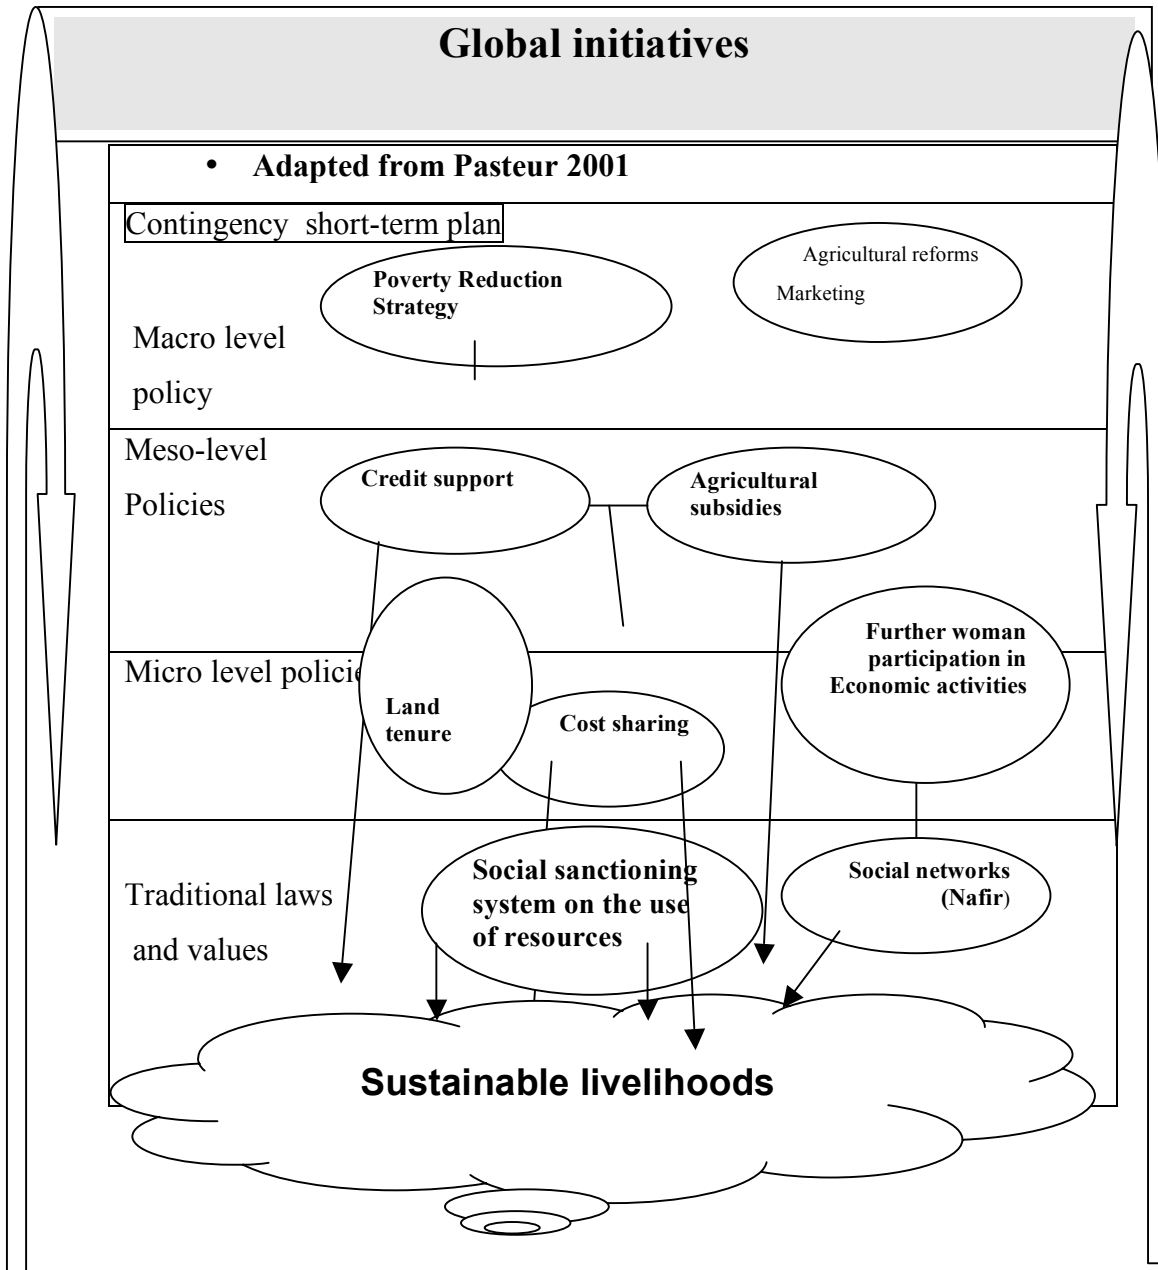 Global initiatives
• Adapted from Pasteur 2001
Contingency short-term plan
Poverty Reduction
Strategy
Agricultural reforms
Marketing
Macro level
policy
Meso-level
Policies
Credit support
Agricultural
subsidies
Further woman
participation in
Economic activities
Micro level policie
Land
tenure
Cost sharing
Traditional laws
and values
Social sanctioning
system on the use
of resources
Social networks
(Nafir)
Sustainable livelihoods